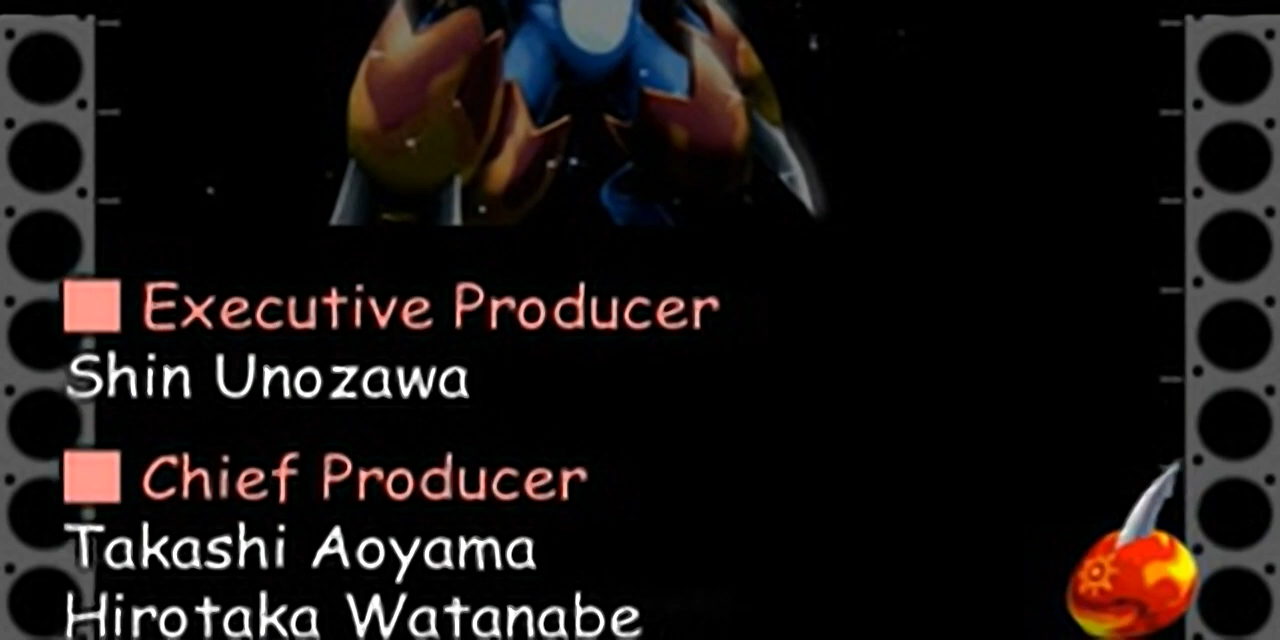 ■ Executive Producer
Shin Unozawa
■ Chief Producer
Takashi Aoyama
Hirotaka Watanabe